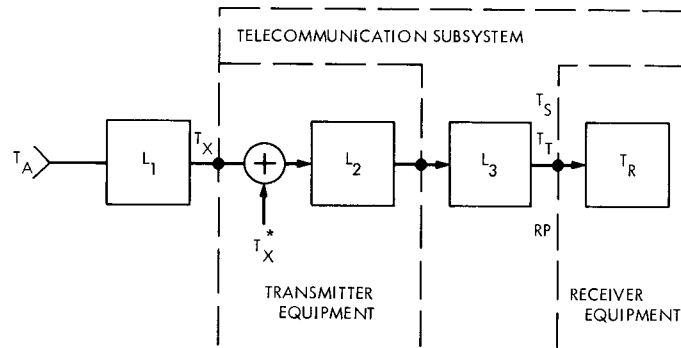 TELECOMMUNICATION SUBSYSTEM
T_A
L_1
T_X
+
T_X^*
L_2
L_3
T_S
T_T
T_R
RP
TRANSMITTER
EQUIPMENT
RECEIVER
EQUIPMENT